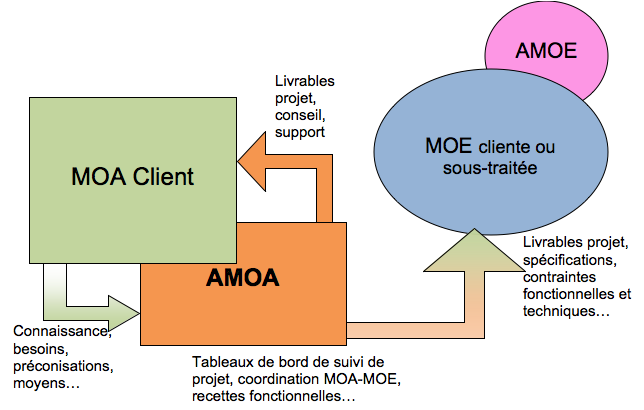 AMOE
MOE cliente ou
sous-traitée
Livrables
projet,
conseil,
support
MOA Client
AMOA
Livrables projet,
spécifications,
contraintes
fonctionnelles et
techniques…
Connaissance,
besoins,
préconisations,
moyens…
Tableaux de bord de suivi de
projet, coordination MOA-MOE,
recettes fonctionnelles…